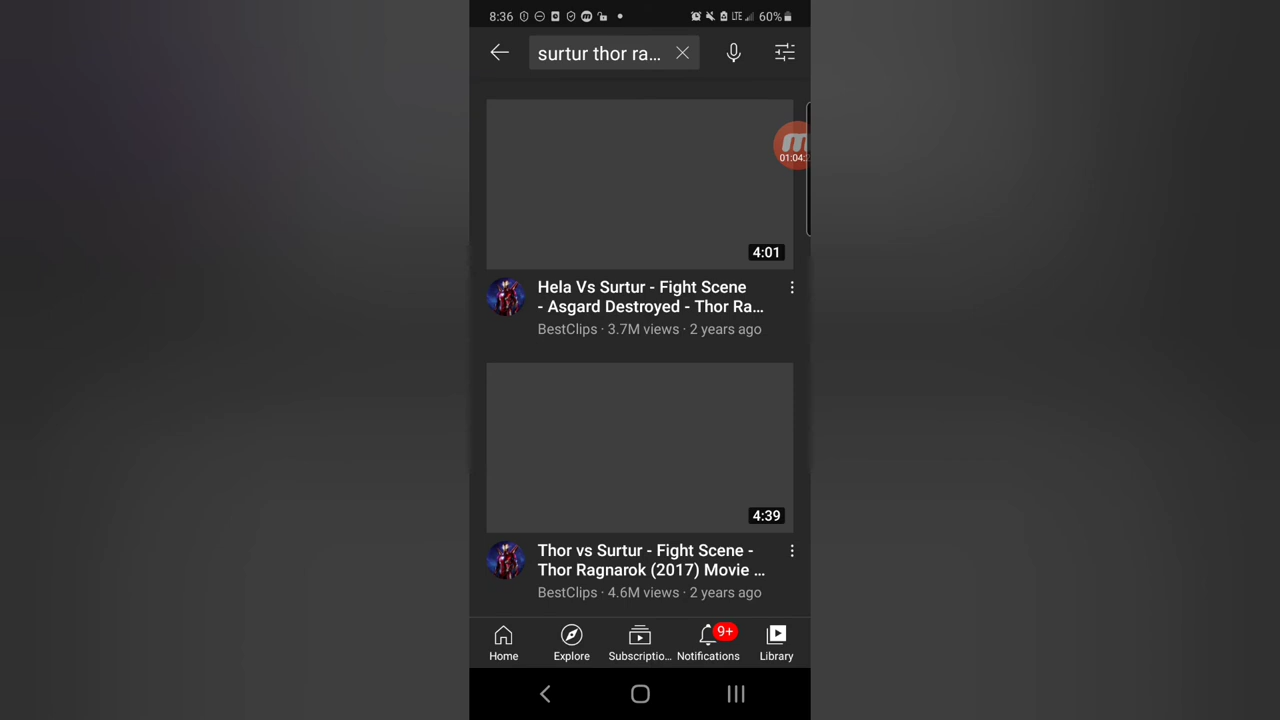 8:36
LTE
60%
surtur thor ra...
01:04:
4:01
Hela Vs Surtur - Fight Scene
- Asgard Destroyed - Thor Ra...
BestClips · 3.7M views · 2 years ago
4:39
Thor vs Surtur - Fight Scene -
Thor Ragnarok (2017) Movie ...
BestClips · 4.6M views · 2 years ago
9+
Home
Explore
Subscriptio...
Notifications
Library